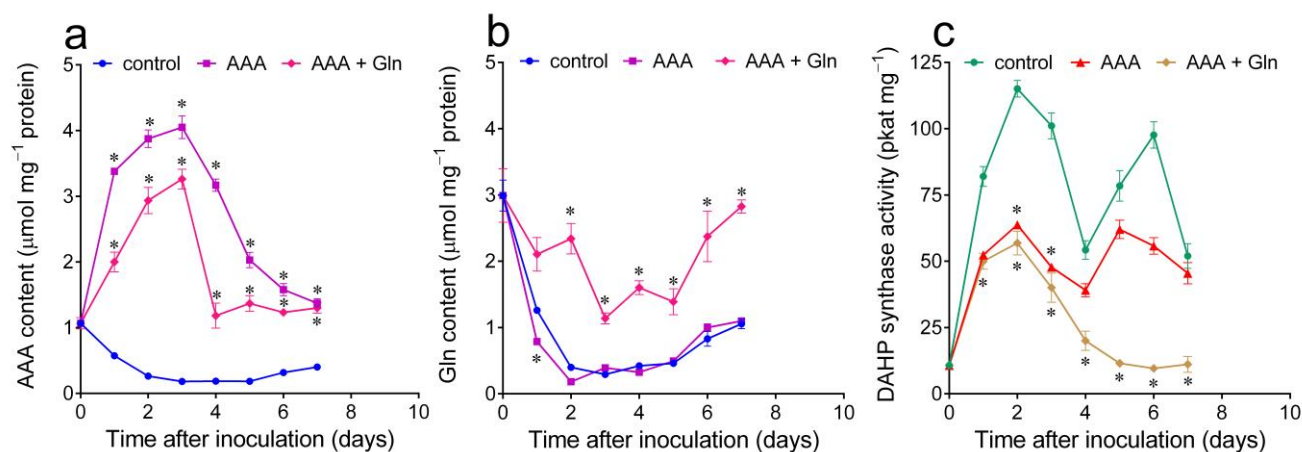 a
control AAA AAA + Gln
AAA content (μmol mg⁻¹ protein)
5
4
3
2
1
0
* * * * * * *
* * * * * * *
0 2 4 6 8 10
Time after inoculation (days)
b
control AAA AAA + Gln
Gln content (μmol mg⁻¹ protein)
5
4
3
2
1
0
* * * * * *
*
0 2 4 6 8 10
Time after inoculation (days)
c
control AAA AAA + Gln
DAHP synthase activity (pkat mg⁻¹)
125
100
75
50
25
0
* *
* * * * * * *
0 2 4 6 8 10
Time after inoculation (days)